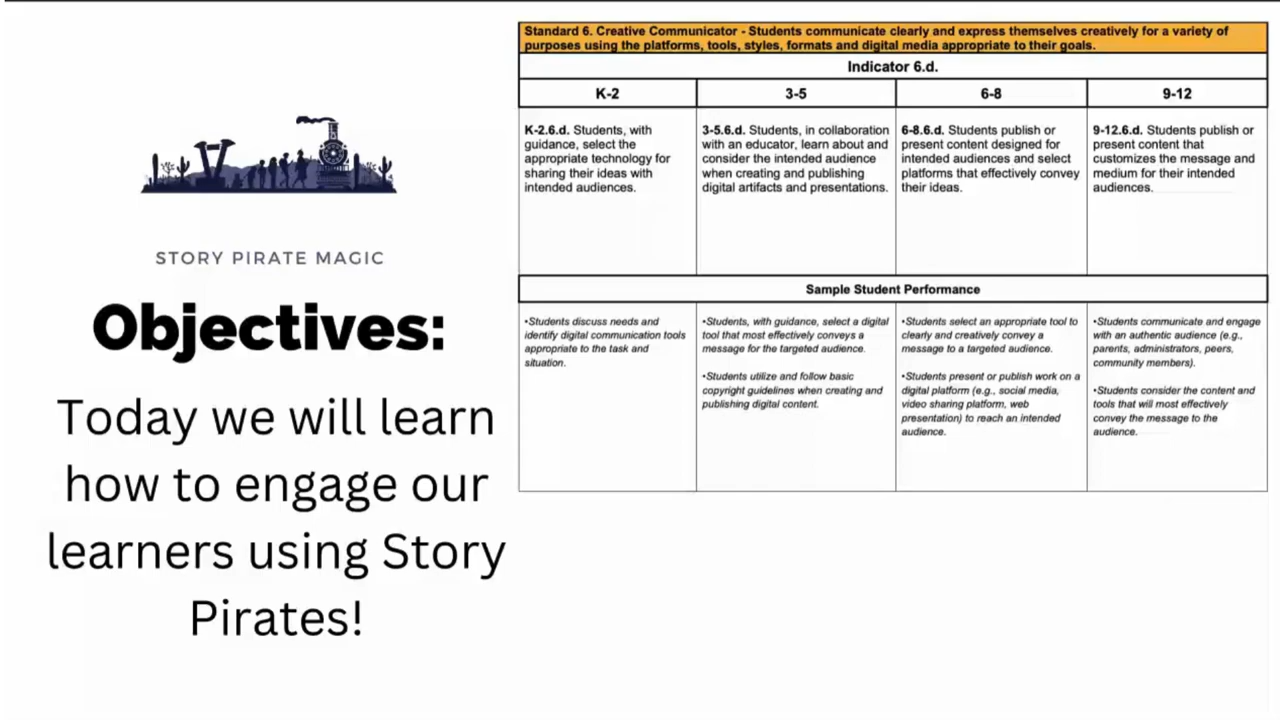 STORY PIRATE MAGIC
Objectives:
Today we will learn
how to engage our
learners using Story
Pirates!
Standard 6. Creative Communicator - Students communicate clearly and express themselves creatively for a variety of
purposes using the platforms, tools, styles, formats and digital media appropriate to their goals.
Indicator 6.d.
K-2
3-5
6-8
9-12
K-2.6.d. Students, with
guidance, select the
appropriate technology for
sharing their ideas with
intended audiences.
3-5.6.d. Students, in collaboration
with an educator, learn about and
consider the intended audience
when creating and publishing
digital artifacts and presentations.
6-8.6.d. Students publish or
present content designed for
intended audiences and select
platforms that effectively convey
their ideas.
9-12.6.d. Students publish or
present content that
customizes the message and
medium for their intended
audiences.
Sample Student Performance
•Students discuss needs and
identify digital communication tools
appropriate to the task and
situation.
•Students, with guidance, select a digital
tool that most effectively conveys a
message for the targeted audience.
•Students utilize and follow basic
copyright guidelines when creating and
publishing digital content.
•Students select an appropriate tool to
clearly and creatively convey a
message to a targeted audience.
•Students present or publish work on a
digital platform (e.g., social media,
video sharing platform, web
presentation) to reach an intended
audience.
•Students communicate and engage
with an authentic audience (e.g.,
parents, administrators, peers,
community members).
•Students consider the content and
tools that will most effectively
convey the message to the
audience.